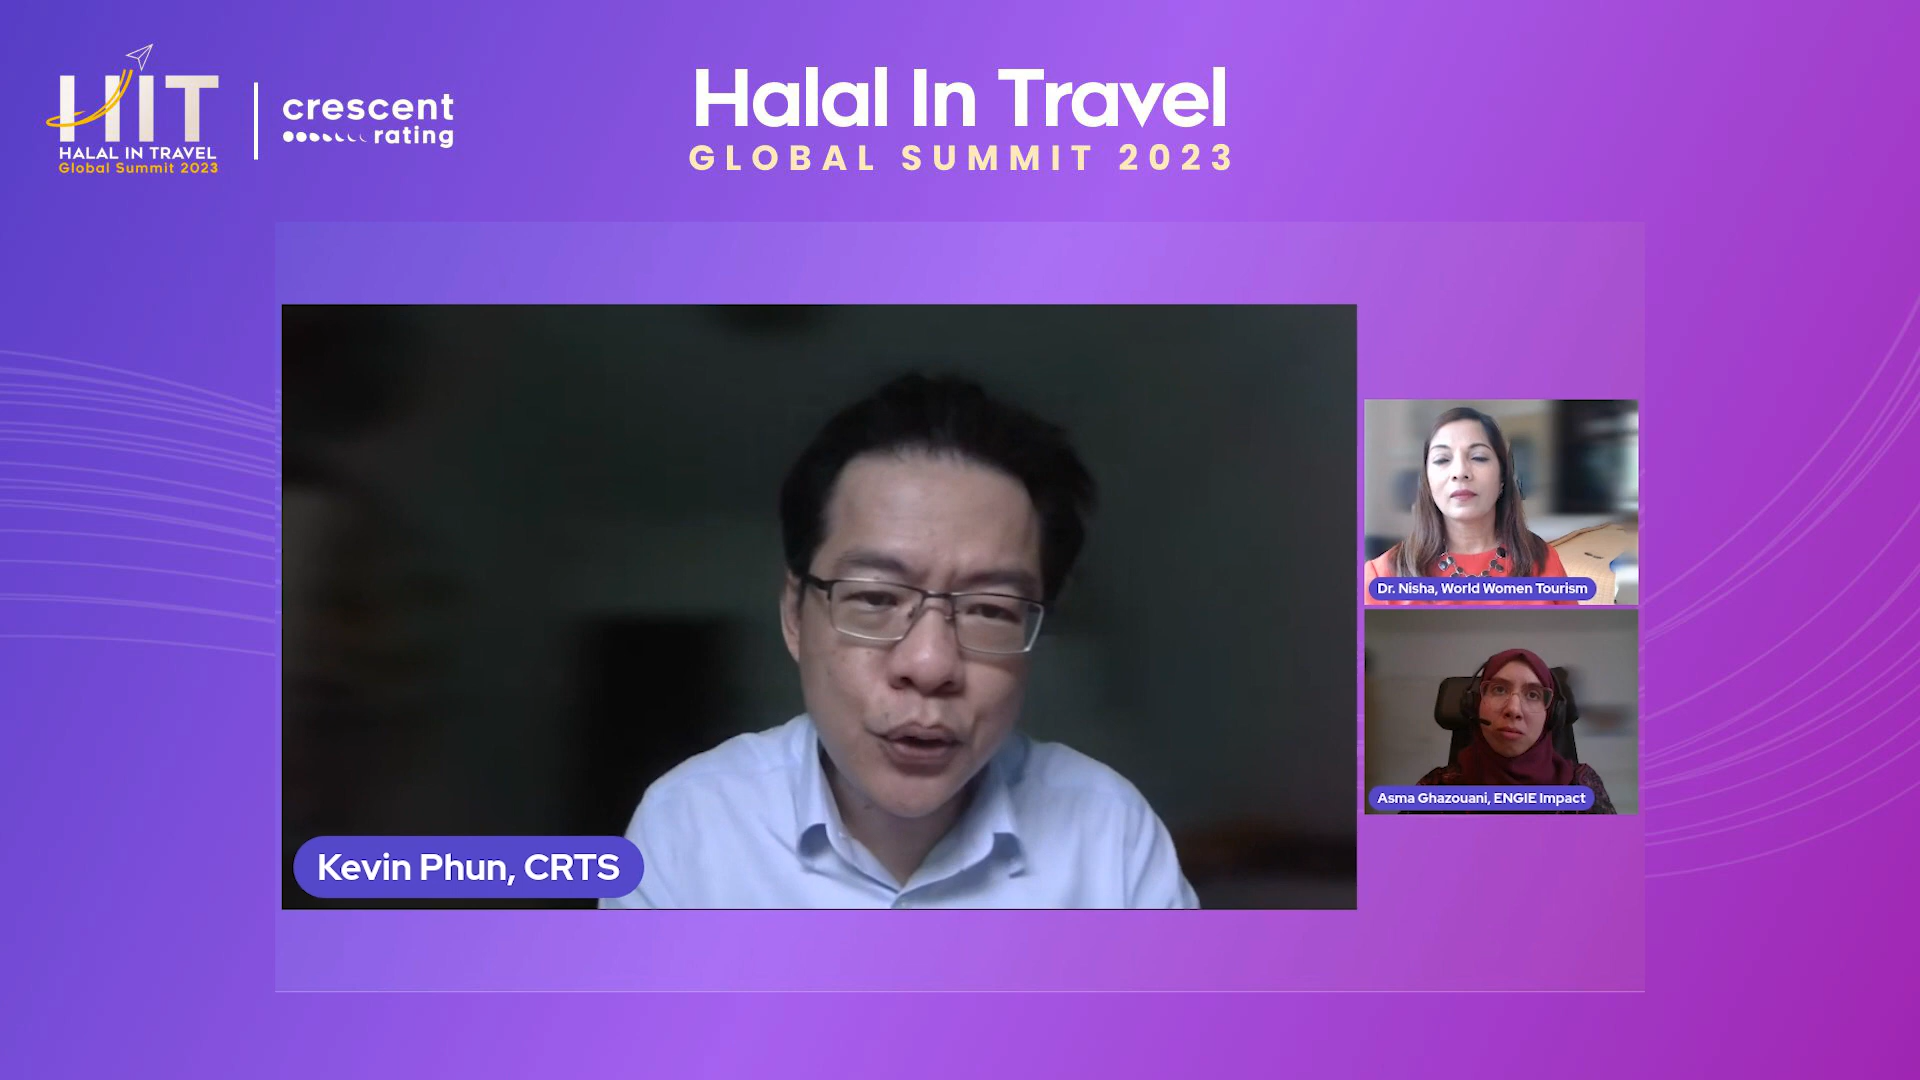 HIT
HALAL IN TRAVEL
Global Summit 2023
crescent
rating
Halal In Travel
GLOBAL SUMMIT 2023
Dr. Nisha, World Women Tourism
Asma Ghazouani, ENGIE Impact
Kevin Phun, CRTS